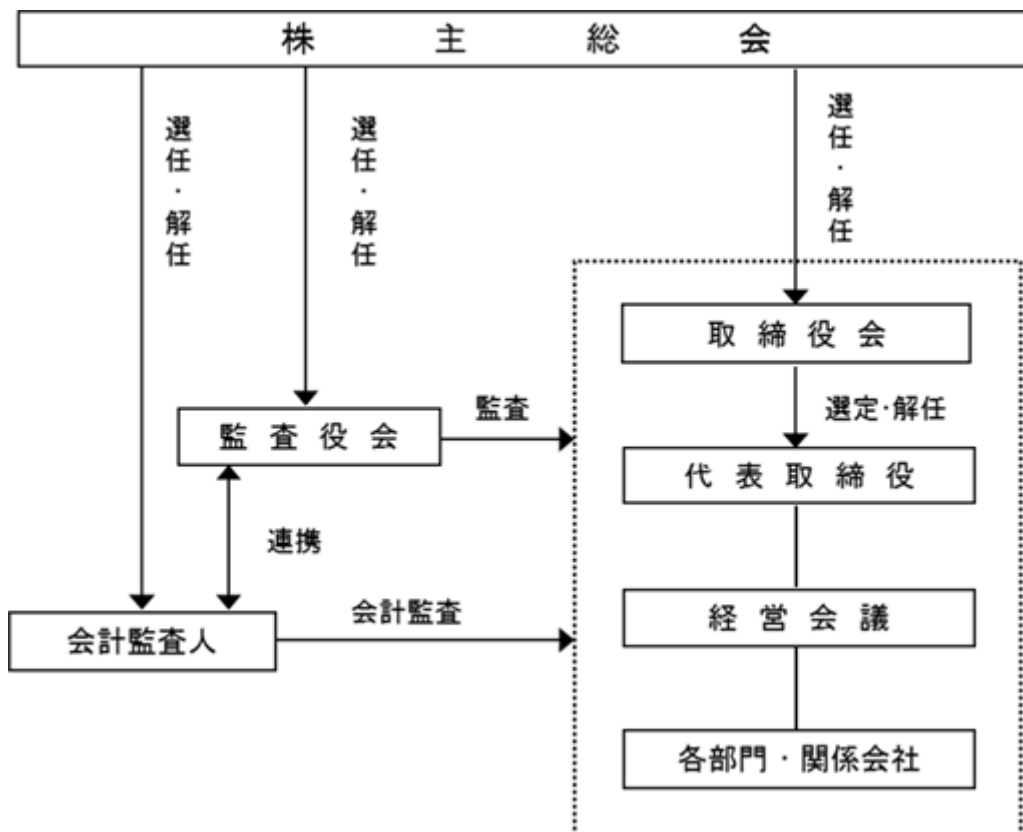 株主総会
選任・解任
選任・解任
選任・解任
取締役会
選定・解任
監査役会
監査
代表取締役
連携
会計監査
経営会議
会計監査人
各部門・関係会社